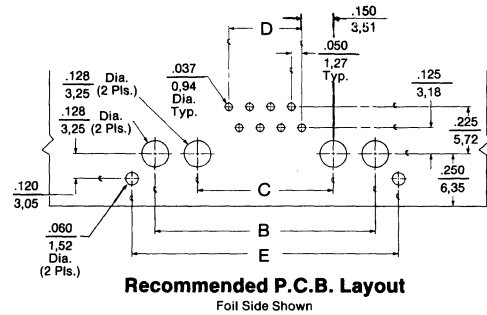 .150
3,51
D
.050
1,27
Typ.
.037
0,94
Dia.
Typ.
.125
3,18
.128
3,25
Dia.
(2 Pls.)
.128
3,25
Dia.
(2 Pls.)
.225
5,72
.120
3,05
.250
6,35
C
.060
1,52
Dia.
(2 Pls.)
B
E
Recommended P.C.B. Layout
Foil Side Shown